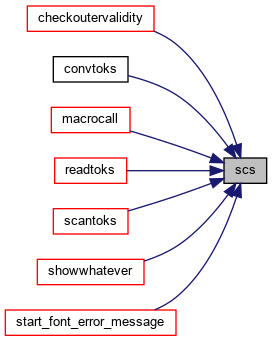 checkoutervalidity
convtoks
macrocall
readtoks
scs
scantoks
showwhatever
start_font_error_message